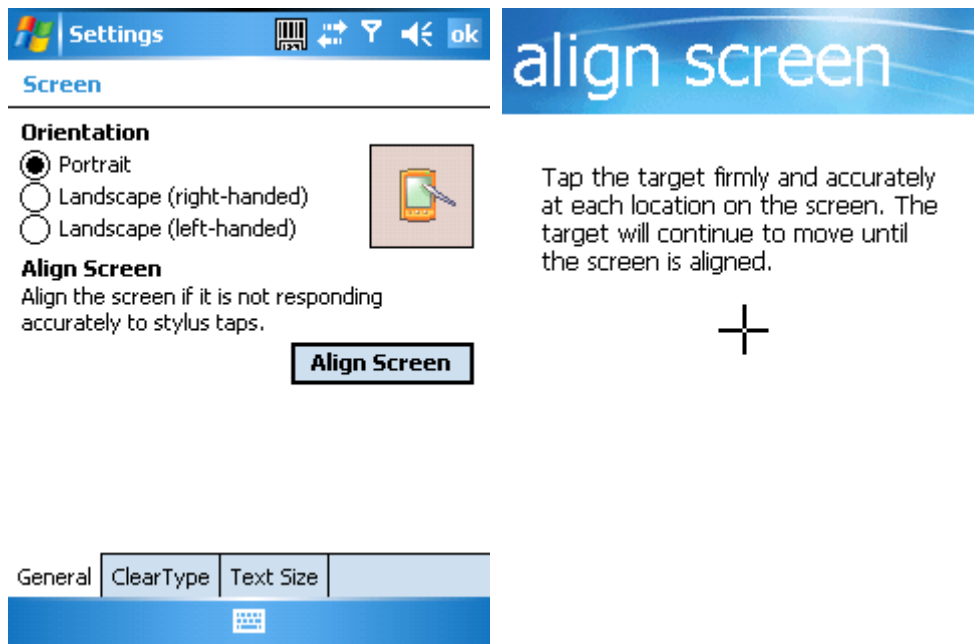 Settings
ok
Screen
Orientation
Portrait
Landscape (right-handed)
Landscape (left-handed)
Align Screen
Align the screen if it is not responding
accurately to stylus taps.
Align Screen
General ClearType Text Size
align screen
Tap the target firmly and accurately
at each location on the screen. The
target will continue to move until
the screen is aligned.